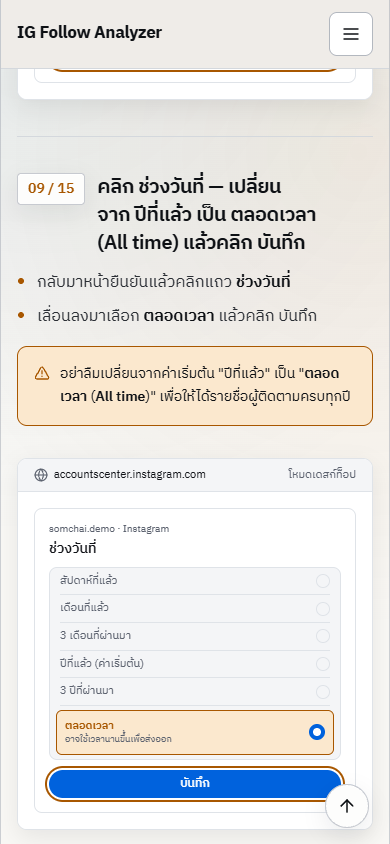 IG Follow Analyzer
09 / 15
คลิก ช่วงวันที่ — เปลี่ยน
จาก ปีที่แล้ว เป็น ตลอดเวลา
(All time) แล้วคลิก บันทึก
กลับมาหน้ายืนยันแล้วคลิกแถว ช่วงวันที่
เลื่อนลงมาเลือก ตลอดเวลา แล้วคลิก บันทึก
อย่าลืมเปลี่ยนจากค่าเริ่มต้น "ปีที่แล้ว" เป็น "ตลอด
เวลา (All time)" เพื่อให้ได้รายชื่อผู้ติดตามครบทุกปี
accountscenter.instagram.com
โหมดเดสก์ท็อป
somchai.demo · Instagram
ช่วงวันที่
สัปดาห์ที่แล้ว
เดือนที่แล้ว
3 เดือนที่ผ่านมา
ปีที่แล้ว (ค่าเริ่มต้น)
3 ปีที่ผ่านมา
ตลอดเวลา
อาจใช้เวลานานขึ้นเพื่อส่งออก
บันทึก